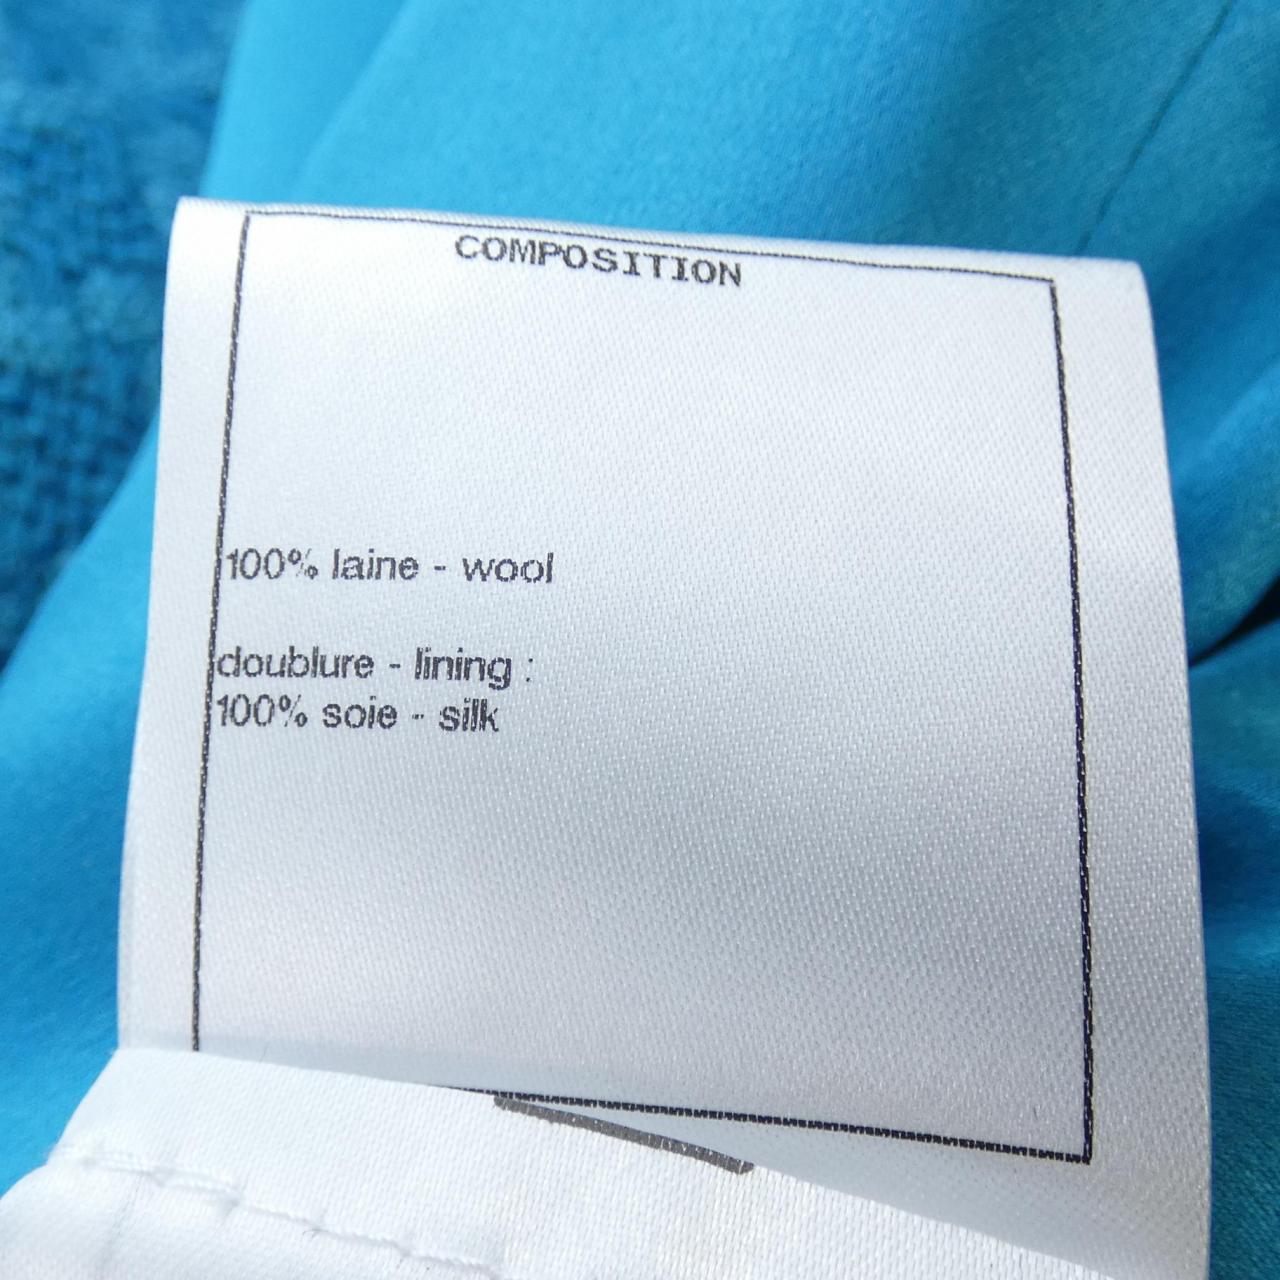 COMPOSITION
100% laine - wool
doublure - lining :
100% soie - silk